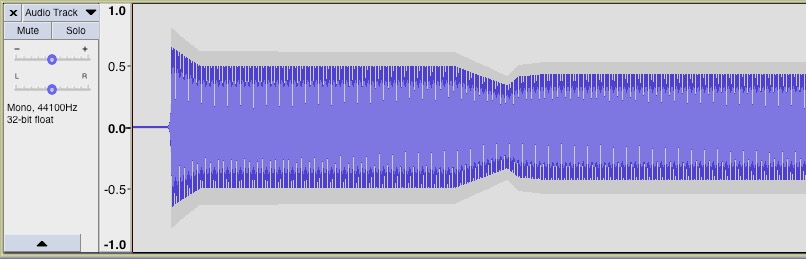 Audio Track
Mute Solo
- +
L R
Mono, 44100Hz
32-bit float
1.0
0.5
0.0
-0.5
-1.0